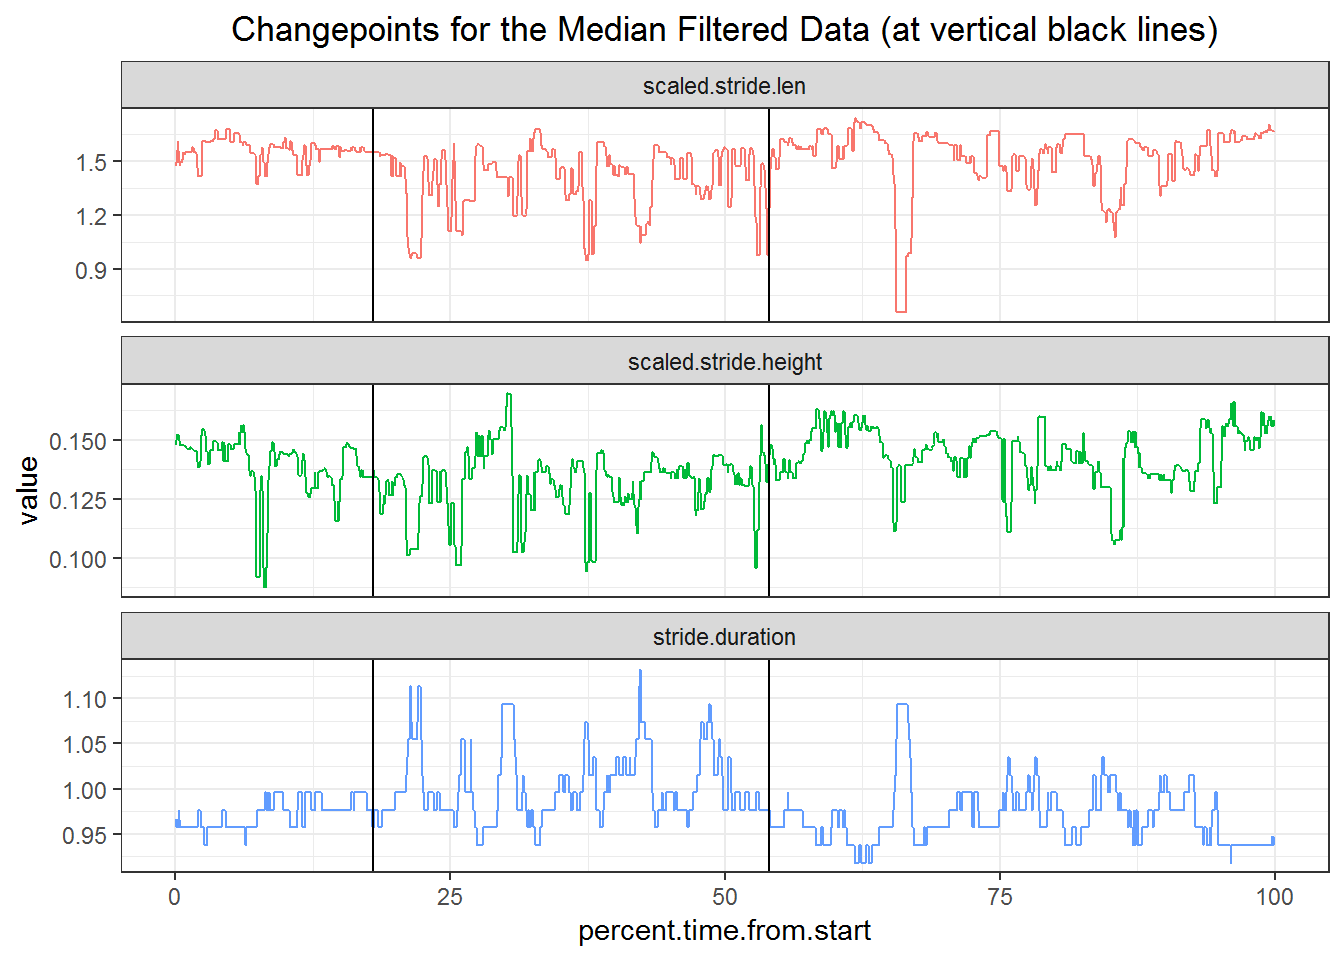 Changepoints for the Median Filtered Data (at vertical black lines)
scaled.stride.len
1.5
1.2
0.9
scaled.stride.height
0.150
0.125
0.100
value
stride.duration
1.10
1.05
1.00
0.95
0 25 50 75 100
percent.time.from.start